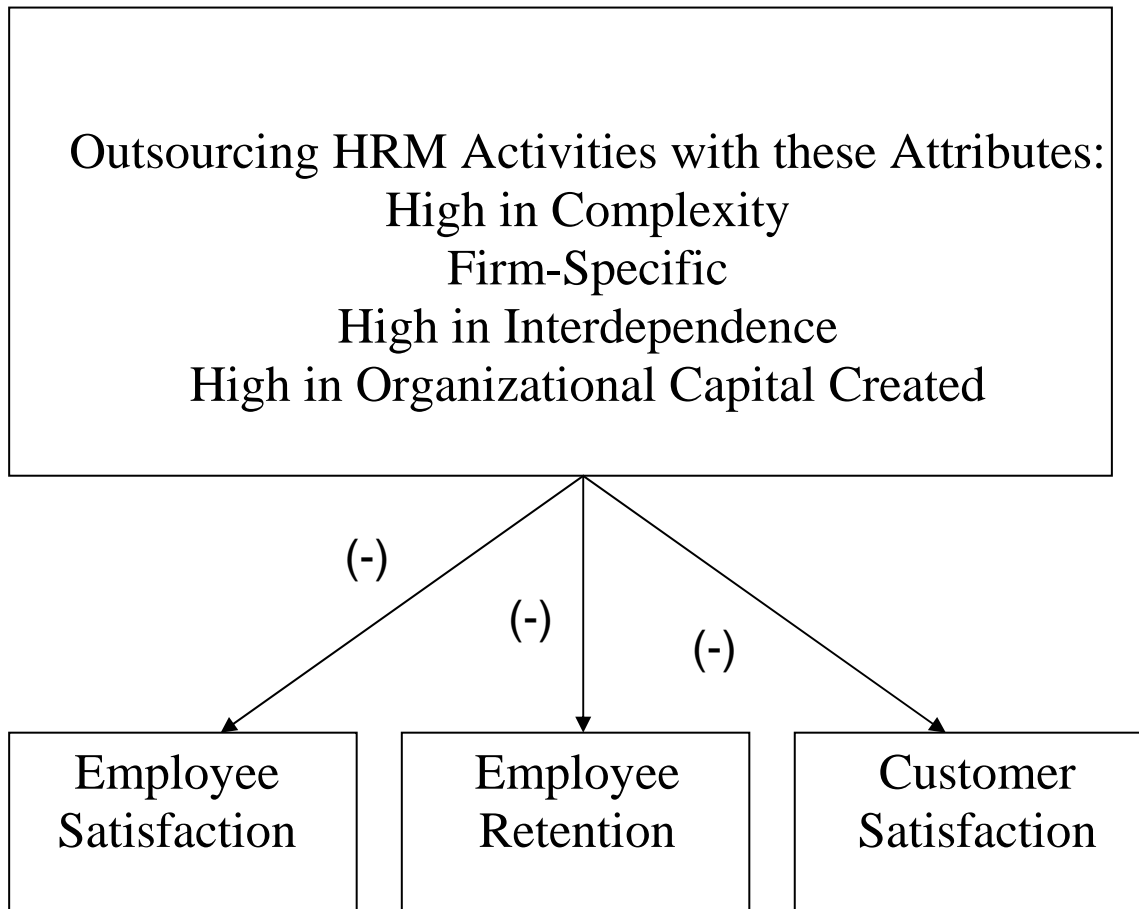 Outsourcing HRM Activities with these Attributes:
High in Complexity
Firm-Specific
High in Interdependence
High in Organizational Capital Created
(-)
(-)
(-)
Employee
Satisfaction
Employee
Retention
Customer
Satisfaction